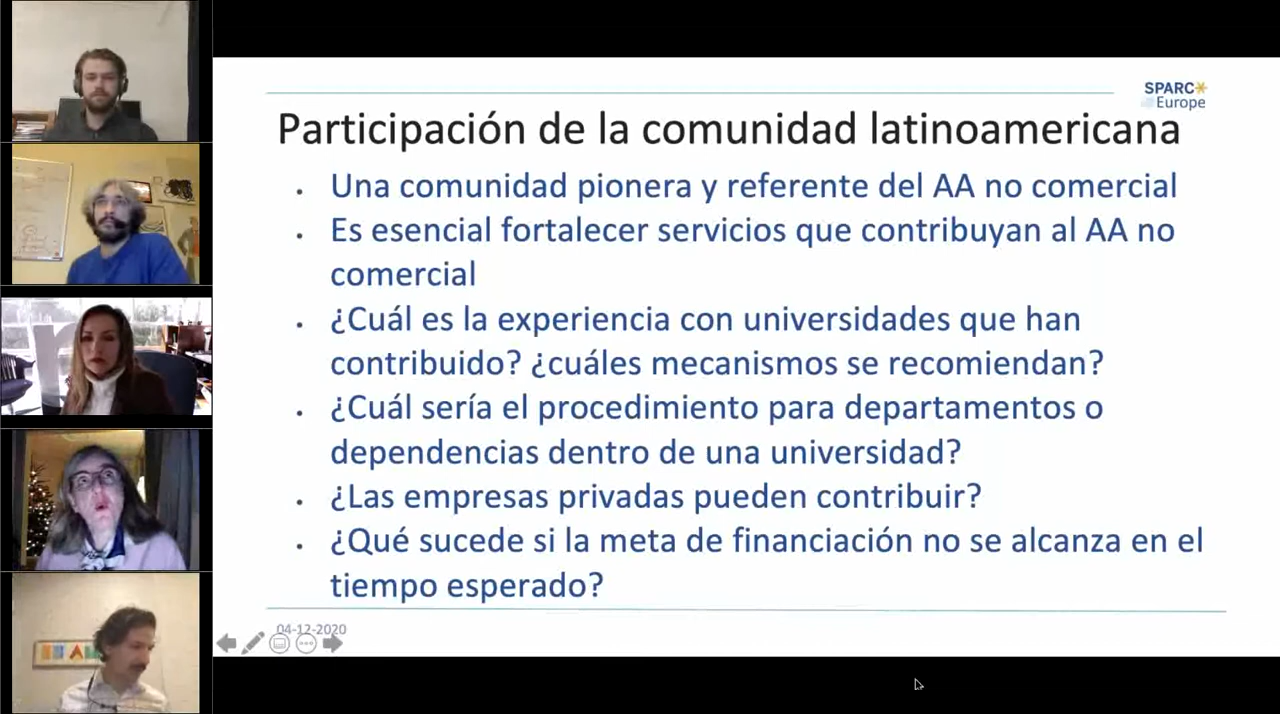 SPARC
Europe
Participación de la comunidad latinoamericana
• Una comunidad pionera y referente del AA no comercial
• Es esencial fortalecer servicios que contribuyan al AA no
comercial
• ¿Cuál es la experiencia con universidades que han
contribuido? ¿cuáles mecanismos se recomiendan?
• ¿Cuál sería el procedimiento para departamentos o
dependencias dentro de una universidad?
• ¿Las empresas privadas pueden contribuir?
• ¿Qué sucede si la meta de financiación no se alcanza en el
tiempo esperado?
04-12-2020